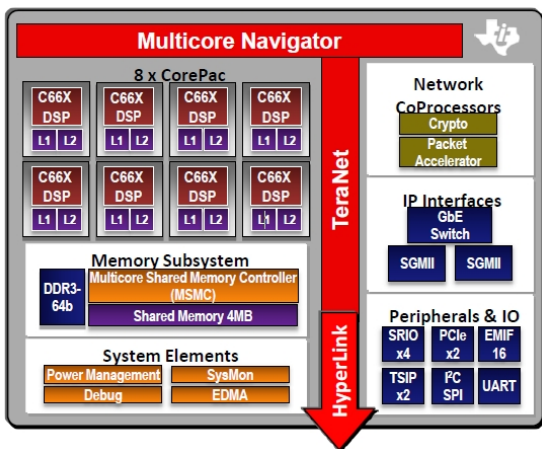 Multicore Navigator
8 x CorePac
C66X
DSP
L1 L2
C66X
DSP
L1 L2
C66X
DSP
L1 L2
C66X
DSP
L1 L2
C66X
DSP
L1 L2
C66X
DSP
L1 L2
C66X
DSP
L1 L2
C66X
DSP
L1 L2
Memory Subsystem
DDR3-
64b
Multicore Shared Memory Controller
(MSMC)
Shared Memory 4MB
System Elements
Power Management
SysMon
Debug
EDMA
TeraNet
HyperLink
Network
CoProcessors
Crypto
Packet
Accelerator
IP Interfaces
GbE
Switch
SGMII
SGMII
Peripherals & IO
SRIO
x4
PCIe
x2
EMIF
16
TSIP
x2
I²C
SPI
UART